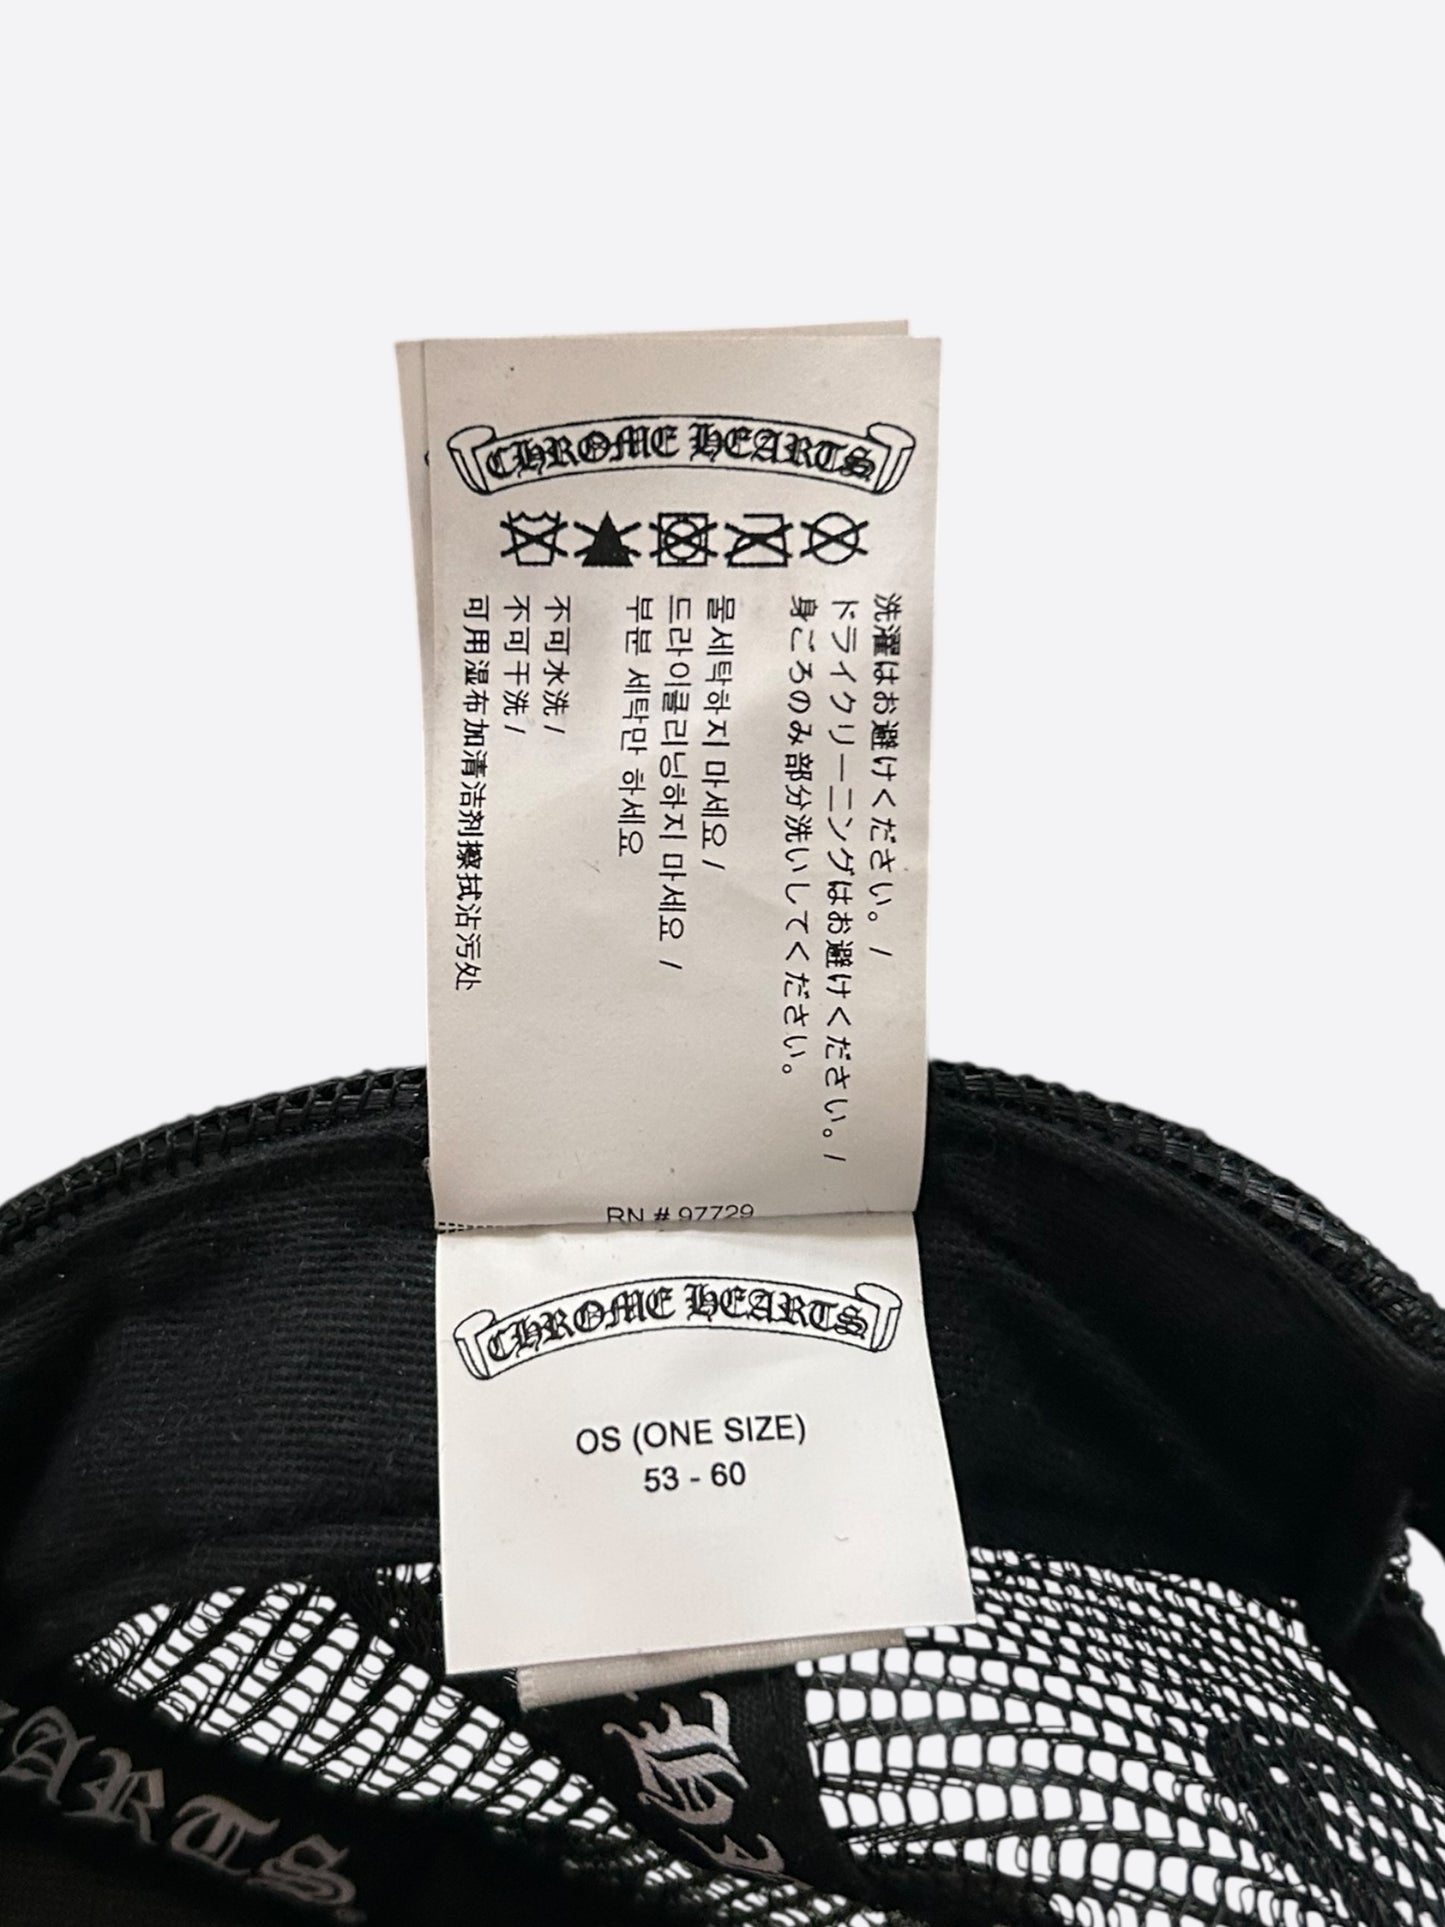 CHROME HEARTS
洗濯はお避けください。/
ドライクリーニングはお避けください。/
身ごろのみ部分洗いしてください。
물세탁하지 마세요 /
드라이클리닝하지 마세요 /
부분 세탁만 하세요
不可水洗 /
不可干洗 /
可用湿布加清洁剂擦拭沾污处
RN # 97729
CHROME HEARTS
OS (ONE SIZE)
53 - 60
EARTS